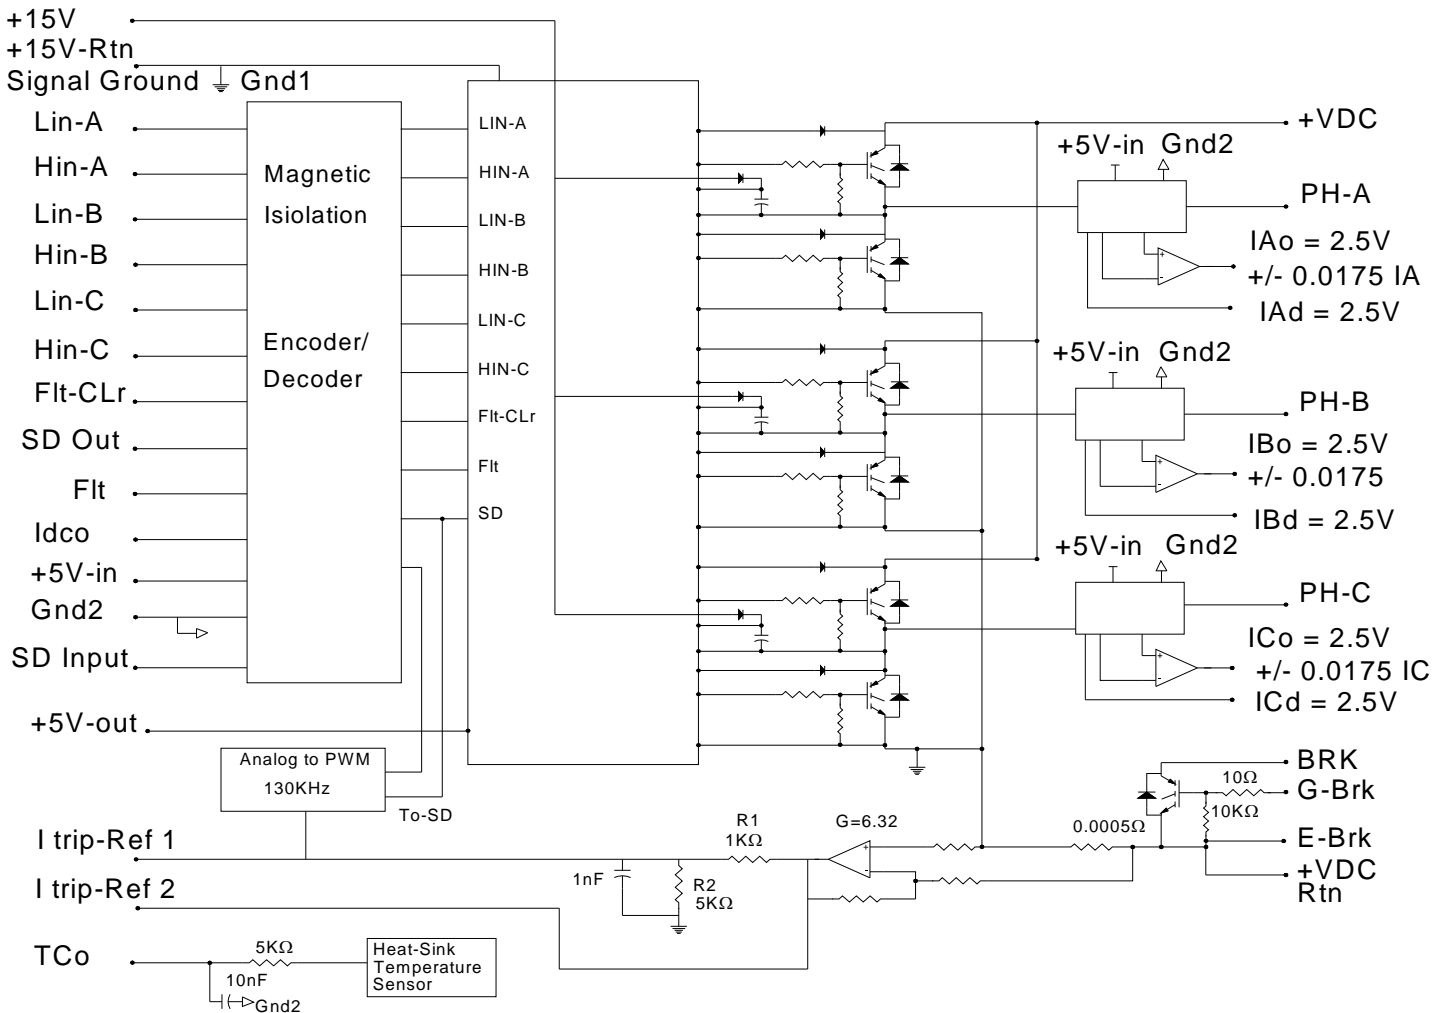 +15V
+15V-Rtn
Signal Ground Gnd1
Lin-A
Hin-A
Lin-B
Hin-B
Lin-C
Hin-C
Flt-CLr
SD Out
Flt
Idco
+5V-in
Gnd2
SD Input
+5V-out
Magnetic
Isiolation
Encoder/
Decoder
LIN-A
HIN-A
LIN-B
HIN-B
LIN-C
HIN-C
Flt-CLr
Flt
SD
+VDC
+5V-in Gnd2
PH-A
+
-
IAo = 2.5V
+/- 0.0175 IA
IAd = 2.5V
+5V-in Gnd2
PH-B
+
-
IBo = 2.5V
+/- 0.0175
IBd = 2.5V
+5V-in Gnd2
PH-C
+
-
ICo = 2.5V
+/- 0.0175 IC
ICd = 2.5V
Analog to PWM
130KHz
To-SD
BRK
10Ω
G-Brk
10KΩ
E-Brk
+VDC
Rtn
0.0005Ω
G=6.32
+
-
R1
1KΩ
I trip-Ref 1
1nF
R2
5KΩ
I trip-Ref 2
TCo
5KΩ
10nF
Gnd2
Heat-Sink
Temperature
Sensor